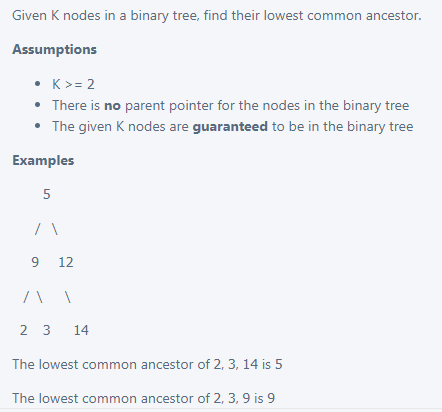 Given K nodes in a binary tree, find their lowest common ancestor.
Assumptions
• K >= 2
• There is no parent pointer for the nodes in the binary tree
• The given K nodes are guaranteed to be in the binary tree
Examples
5
/ \
9 12
/ \ \
2 3 14
The lowest common ancestor of 2, 3, 14 is 5
The lowest common ancestor of 2, 3, 9 is 9